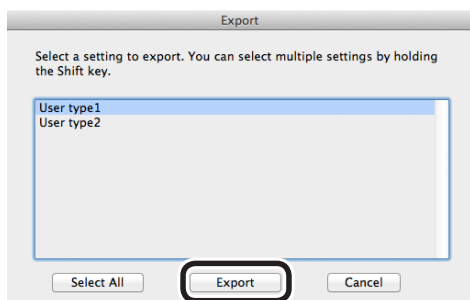 Export
Select a setting to export. You can select multiple settings by holding
the Shift key.
User type1
User type2
Select All Export Cancel